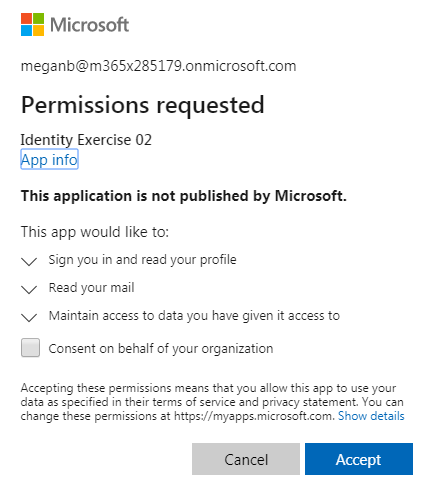 Microsoft
meganb@m365x285179.onmicrosoft.com
Permissions requested
Identity Exercise 02
App info
This application is not published by Microsoft.
This app would like to:
Sign you in and read your profile
Read your mail
Maintain access to data you have given it access to
Consent on behalf of your organization
Accepting these permissions means that you allow this app to use your
data as specified in their terms of service and privacy statement. You can
change these permissions at https://myapps.microsoft.com. Show details
Cancel Accept